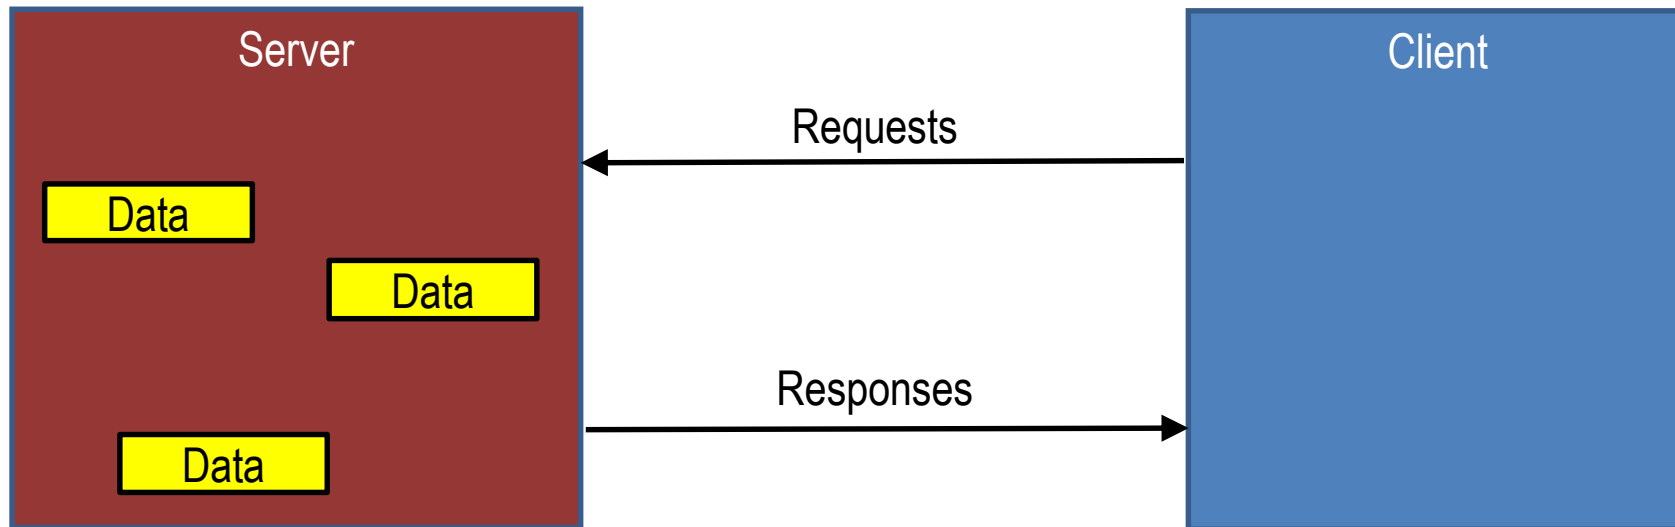 Server
Client
Requests
Data
Data
Responses
Data